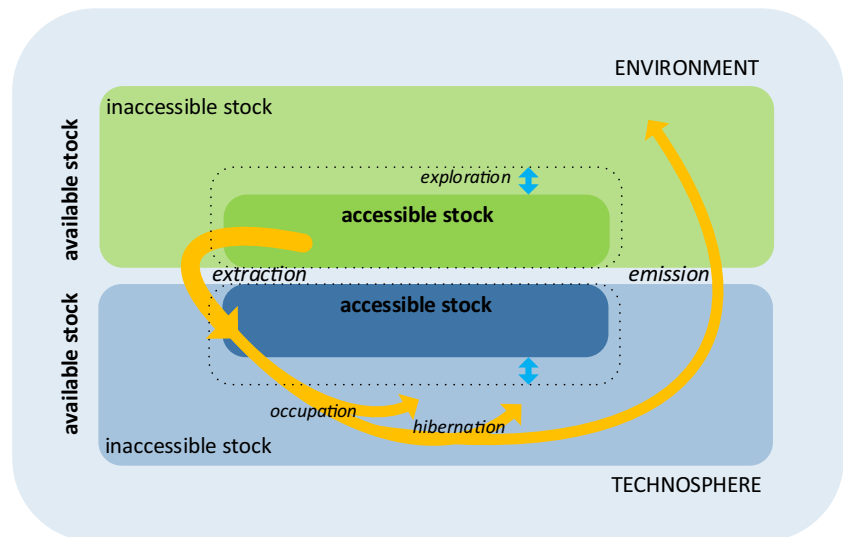 ENVIRONMENT
inaccessible stock
available stock
exploration
accessible stock
extraction
emission
accessible stock
available stock
occupation
hibernation
inaccessible stock
TECHNOSPHERE